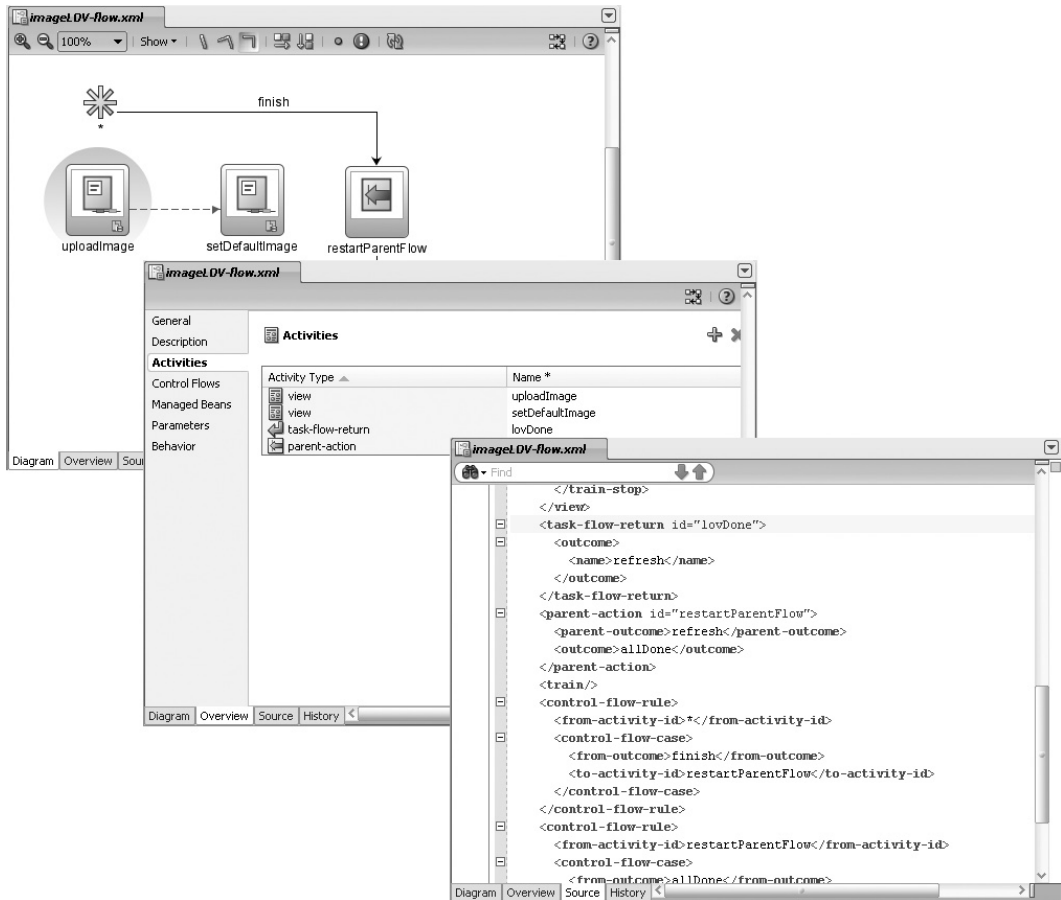 imageLOV-flow.xml
100% Show
finish
*
uploadImage setDefaultImage restartParentFlow
Diagram Overview
imageLOV-flow.xml
General
Description
Activities
Control Flows
Managed Beans
Parameters
Behavior
Activities
Activity Type Name *
view uploadImage
view setDefaultImage
task-flow-return lovDone
parent-action
Diagram Overview Source History
imageLOV-flow.xml
Find
</train-stop>
</view>
<task-flow-return id="lovDone">
<outcome>
<name>refresh</name>
</outcome>
</task-flow-return>
<parent-action id="restartParentFlow">
<parent-outcome>refresh</parent-outcome>
<outcome>allDone</outcome>
</parent-action>
<train/>
<control-flow-rule>
<from-activity-id>*</from-activity-id>
<control-flow-case>
<from-outcome>finish</from-outcome>
<to-activity-id>restartParentFlow</to-activity-id>
</control-flow-case>
</control-flow-rule>
<control-flow-rule>
<from-activity-id>restartParentFlow</from-activity-id>
<control-flow-case>
<from-outcome>allDone</from-outcome>
Diagram Overview Source History